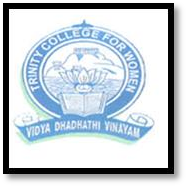 TRINITY COLLEGE FOR WOMEN
VIDYA DHADHATHI VINAYAM